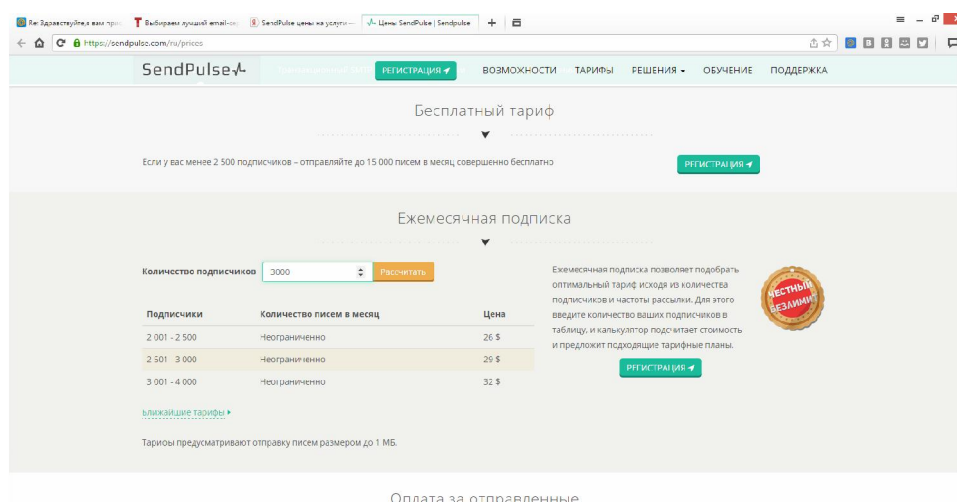 Re: Здравствуйте,я вам при
Выбираем лучший email-се
SendPulse цены на услуги —
Цены SendPulse | Sendpulse
https://sendpulse.com/ru/prices
SendPulse
РЕГИСТРАЦИЯ
ВОЗМОЖНОСТИ ТАРИФЫ РЕШЕНИЯ ОБУЧЕНИЕ ПОДДЕРЖКА
Бесплатный тариф
Если у вас менее 2 500 подписчиков – отправляйте до 15 000 писем в месяц совершенно бесплатно
РЕГИСТРАЦИЯ
Ежемесячная подписка
Количество подписчиков 3000 Рассчитать
Подписчики Количество писем в месяц Цена
2 001 - 2 500 Неограниченно 26 $
2 501 - 3 000 Неограниченно 29 $
3 001 - 4 000 Неограниченно 32 $
Ближайшие тарифы
Тарифы предусматривают отправку писем размером до 1 МБ.
Ежемесячная подписка позволяет подобрать
оптимальный тариф исходя из количества
подписчиков и частоты рассылки. Для этого
введите количество ваших подписчиков в
таблицу, и калькулятор подсчитает стоимость
и предложит подходящие тарифные планы.
РЕГИСТРАЦИЯ
ЧЕСТНЫЙ
БЕЗЛИМИТ
Оплата за отправленные